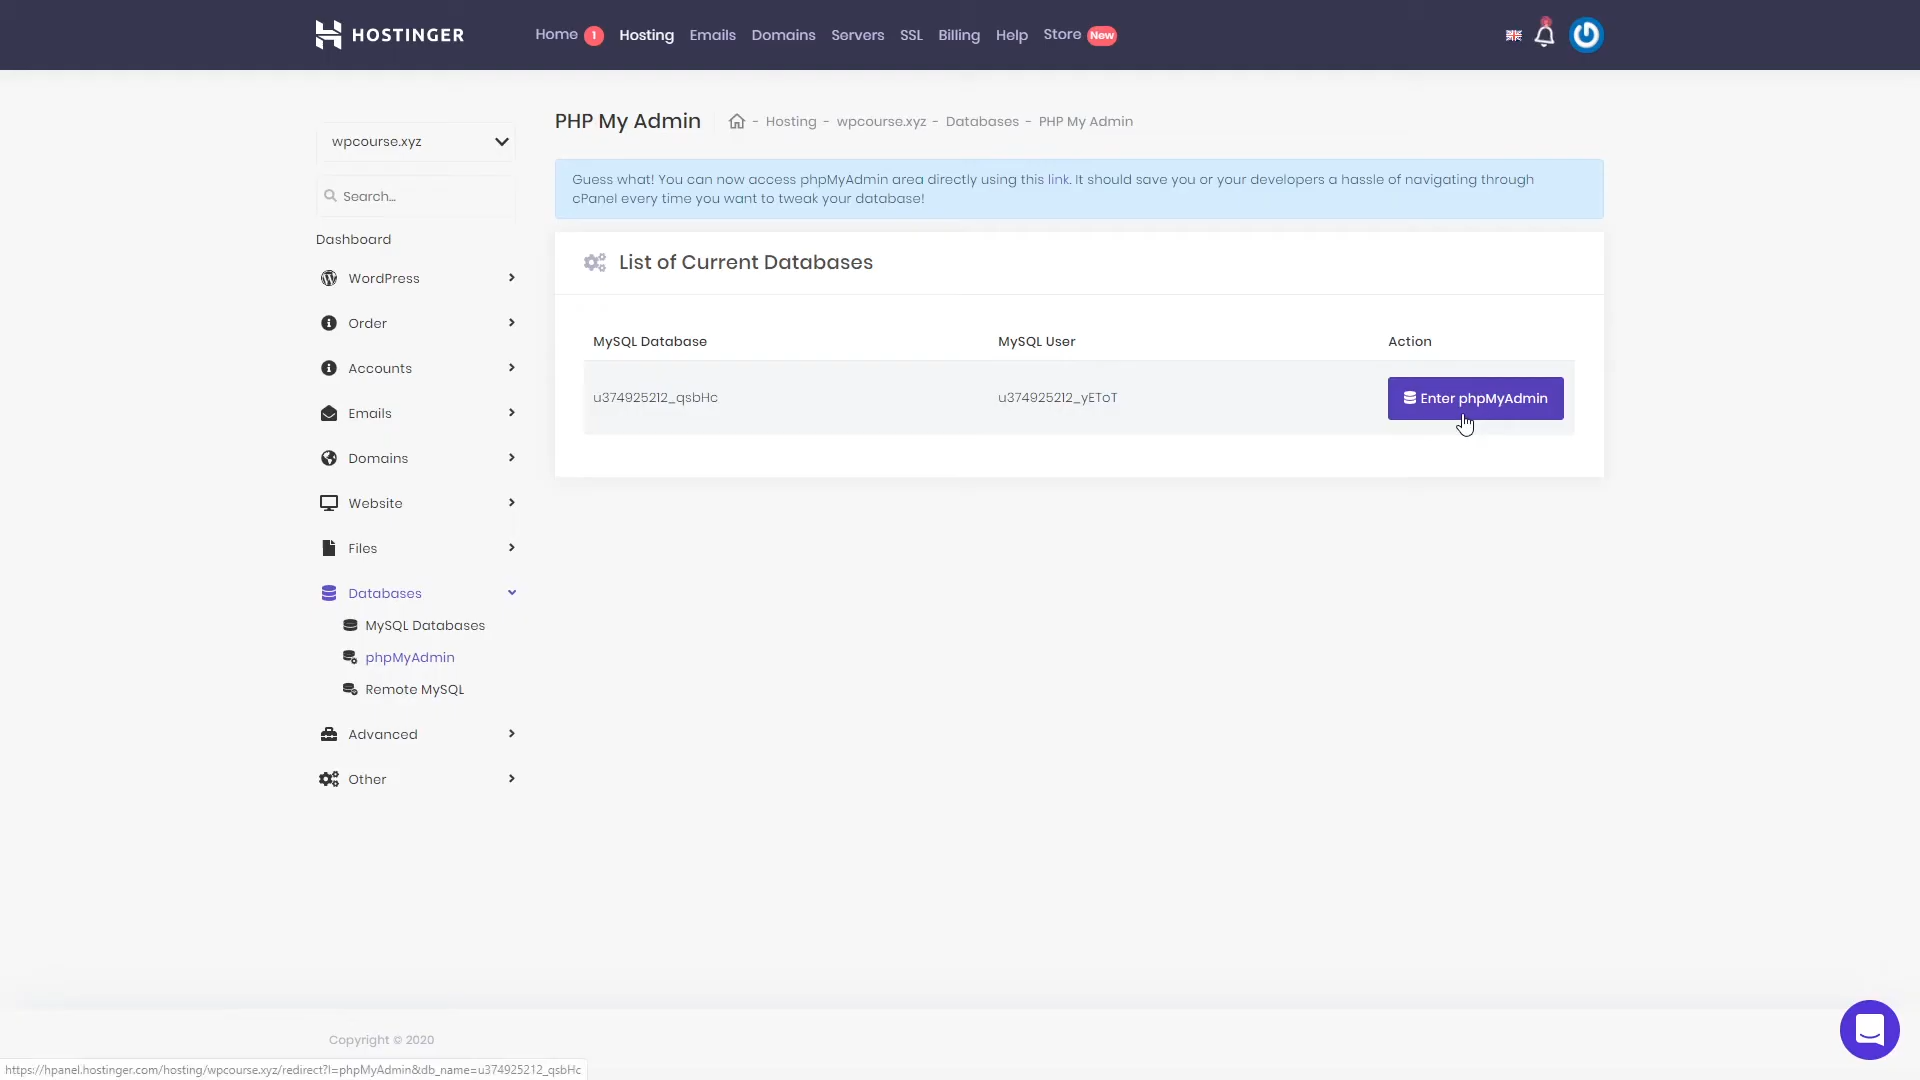 HOSTINGER
Home 1 Hosting Emails Domains Servers SSL Billing Help Store New
wpcourse.xyz
Search...
Dashboard
WordPress
Order
Accounts
Emails
Domains
Website
Files
Databases
MySQL Databases
phpMyAdmin
Remote MySQL
Advanced
Other
PHP My Admin - Hosting - wpcourse.xyz - Databases - PHP My Admin
Guess what! You can now access phpMyAdmin area directly using this link. It should save you or your developers a hassle of navigating through
cPanel every time you want to tweak your database!
List of Current Databases
MySQL Database MySQL User Action
u374925212_qsbHc u374925212_yEToT Enter phpMyAdmin
Copyright © 2020
https://hpanel.hostinger.com/hosting/wpcourse.xyz/redirect?l=phpMyAdmin&db_name=u374925212_qsbHc